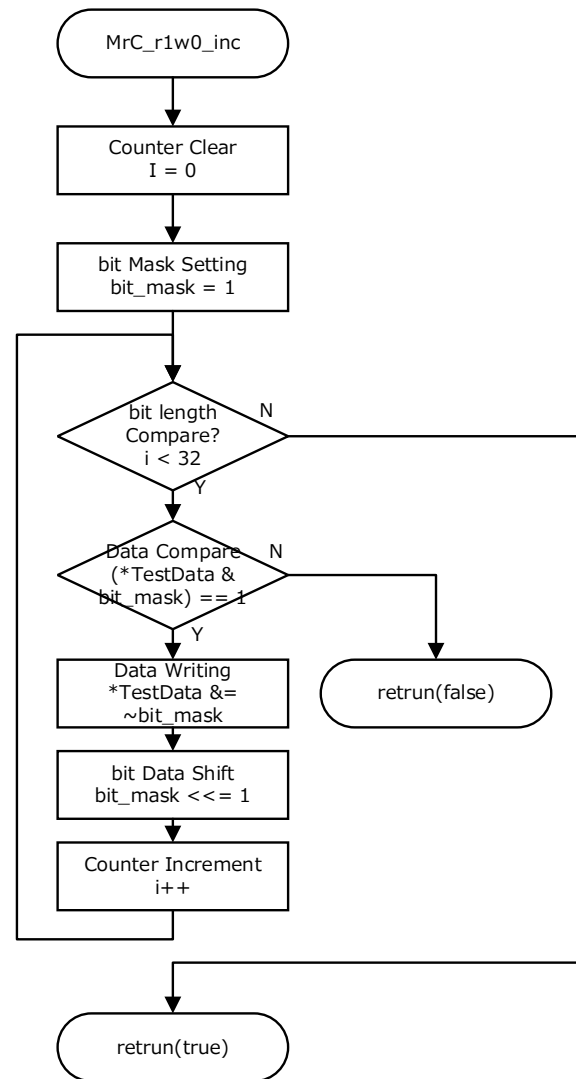 MrC_r1w0_inc
Counter Clear
I = 0
bit Mask Setting
bit_mask = 1
bit length
Compare?
i < 32
N
Y
Data Compare
(*TestData &
bit_mask) == 1
N
Y
Data Writing
*TestData &=
~bit_mask
retrun(false)
bit Data Shift
bit_mask <<= 1
Counter Increment
i++
retrun(true)